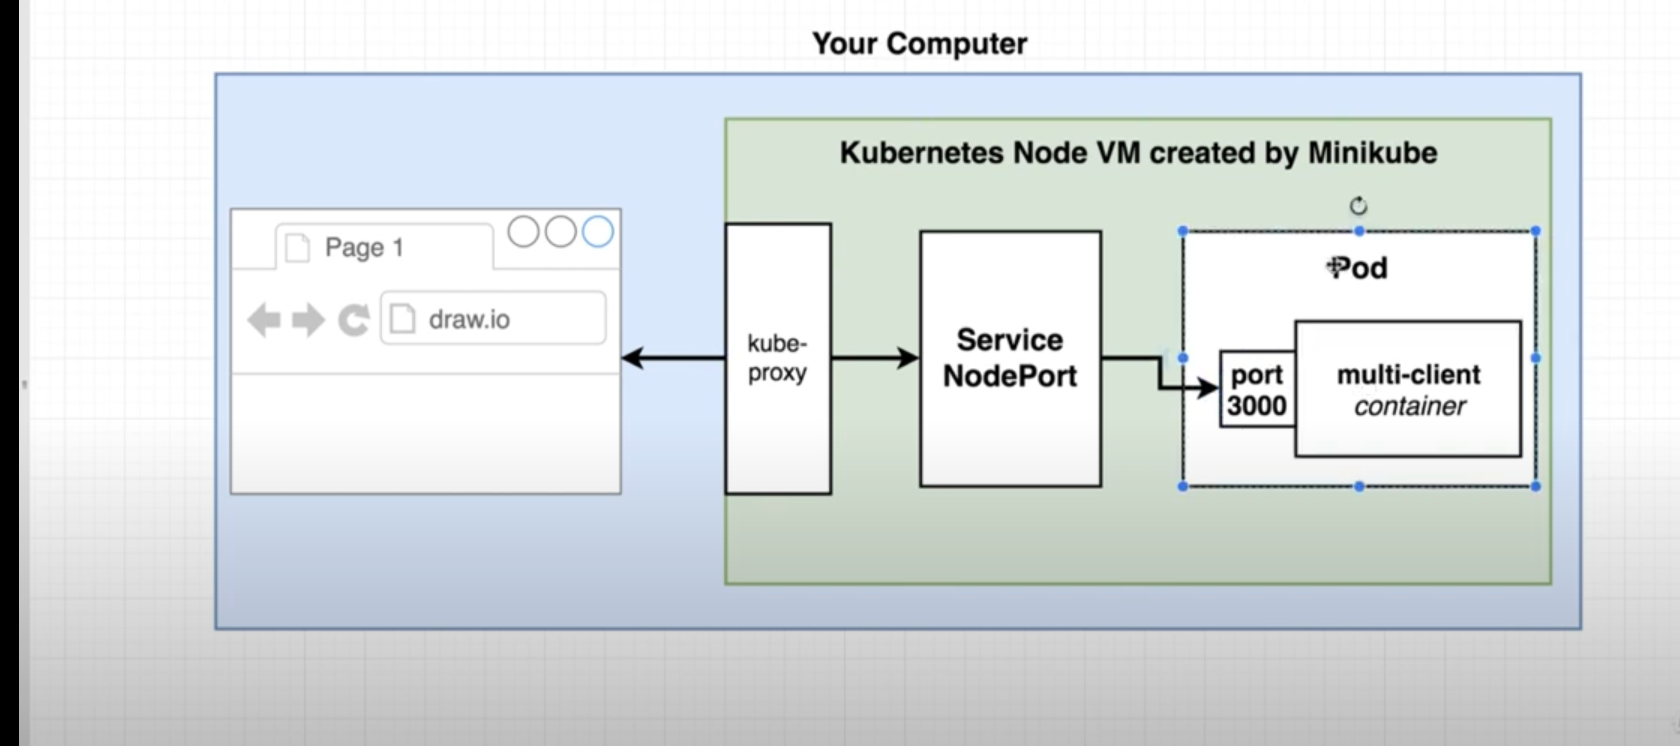 Your Computer
Kubernetes Node VM created by Minikube
Page 1
draw.io
kube-
proxy
Service
NodePort
Pod
port
3000
multi-client
container